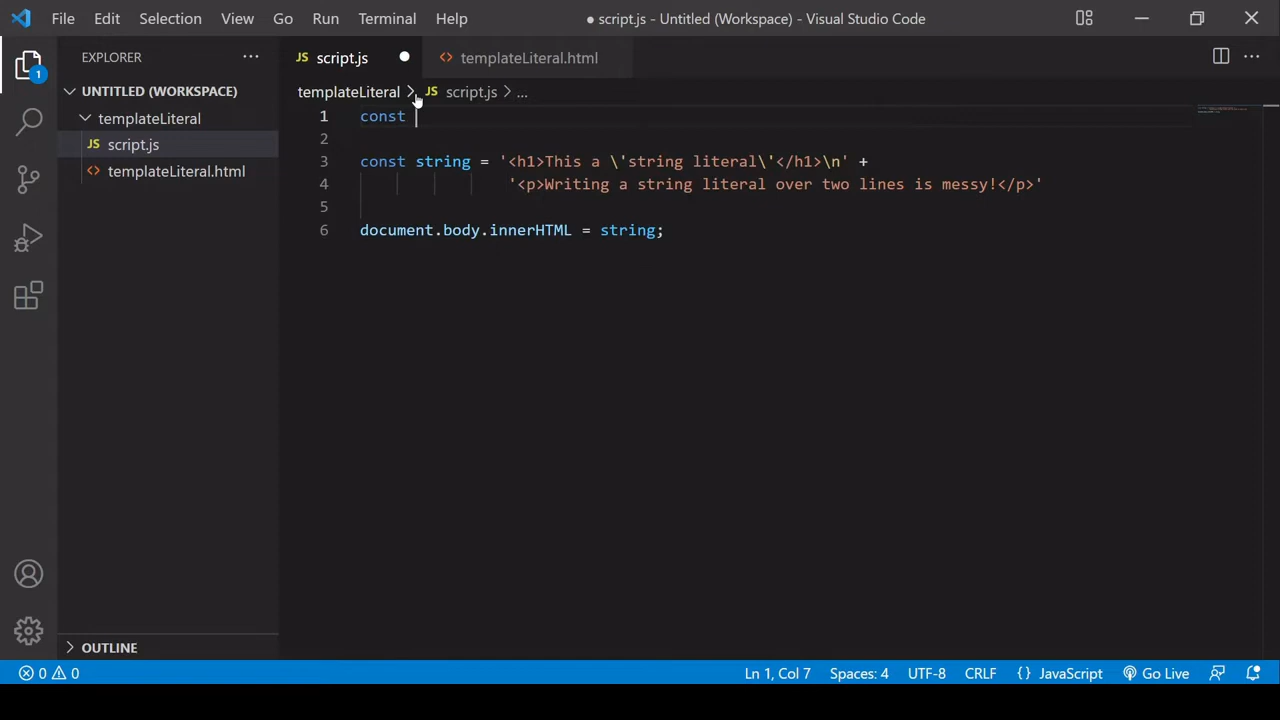 File Edit Selection View Go Run Terminal Help ● script.js - Untitled (Workspace) - Visual Studio Code
EXPLORER ...
UNTITLED (WORKSPACE)
templateLiteral
JS script.js
<> templateLiteral.html
OUTLINE
1
JS script.js ●
<> templateLiteral.html
templateLiteral > JS script.js > ...
1 const
2
3 const string = '<h1>This a \'string literal\'</h1>\n' +
4 '<p>Writing a string literal over two lines is messy!</p>'
5
6 document.body.innerHTML = string;
0 0 Ln 1, Col 7 Spaces: 4 UTF-8 CRLF {} JavaScript Go Live